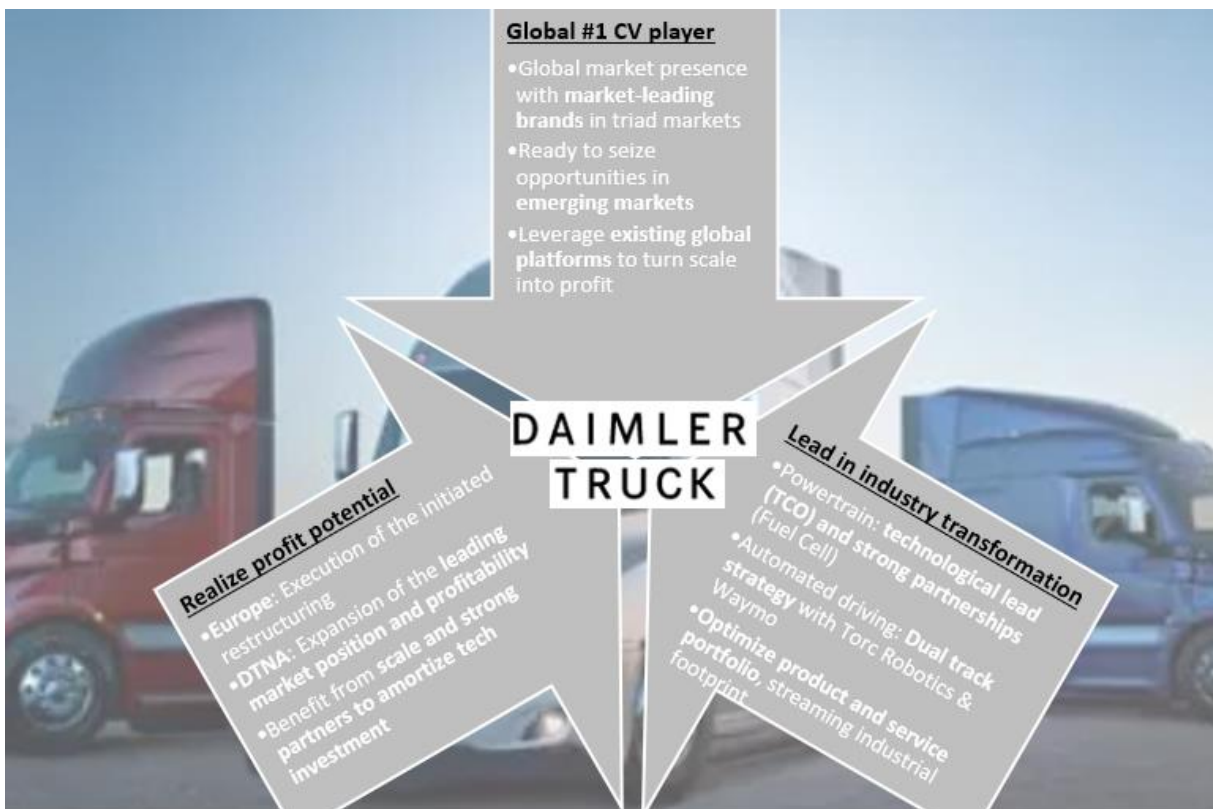 Global #1 CV player
•Global market presence
with market-leading
brands in triad markets
•Ready to seize
opportunities in
emerging markets
•Leverage existing global
platforms to turn scale
into profit
DAIMLER
TRUCK
Realize profit potential
•Europe: Execution of the initiated
restructuring
•DTNA: Expansion of the leading
market position and profitability
•Benefit from scale and strong
partners to amortize tech
investment
Lead in industry transformation
•Powertrain: technological lead
(TCO) and strong partnerships
(Fuel Cell)
•Automated driving: Dual track
strategy with Torc Robotics &
Waymo
•Optimize product and service
portfolio, streaming industrial
footprint